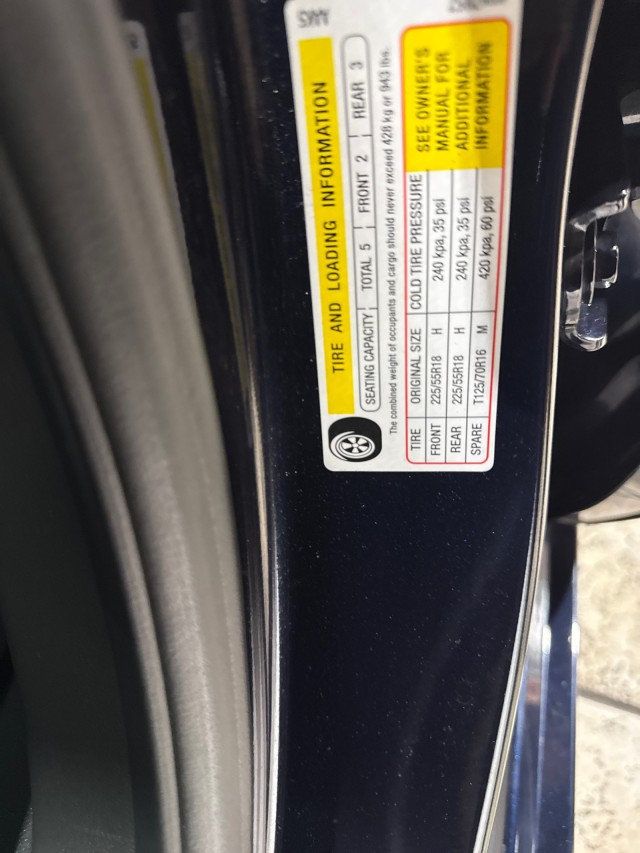 TIRE AND LOADING INFORMATION
SEATING CAPACITY TOTAL 5 FRONT 2 REAR 3
The combined weight of occupants and cargo should never exceed 428 kg or 943 lbs.
TIRE ORIGINAL SIZE COLD TIRE PRESSURE
FRONT 225/55R18 H 240 kpa, 35 psi
REAR 225/55R18 H 240 kpa, 35 psi
SPARE T125/70R16 M 420 kpa, 60 psi
SEE OWNER'S
MANUAL FOR
ADDITIONAL
INFORMATION